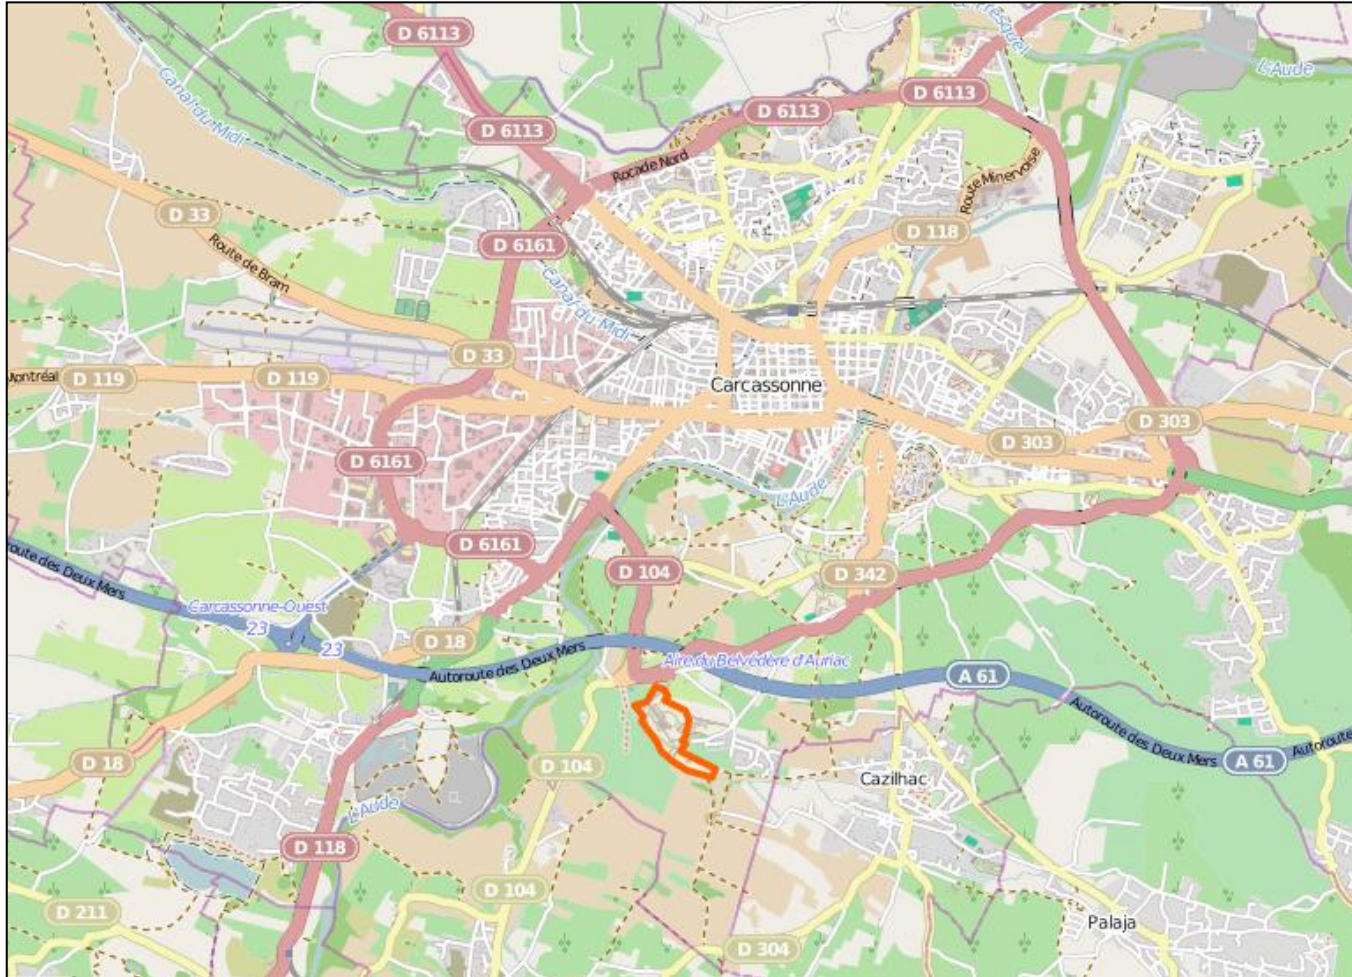 D 6113
Le Fresquel
L'Aude
D 6113
D 6113
D 6113
Canal du Midi
Rocade Nord
Route Minervoise
D 33
D 118
D 6161
Route de Bram
Canal du Midi
D 33
Montréal
D 119
D 119
Carcassonne
D 303
D 303
D 6161
L'Aude
D 6161
D 104
D 342
route des Deux Mers
Carcassonne-Ouest
23
23
D 18
Autoroute des Deux Mers
Aire du Belvédère d'Auriac
A 61
Autoroute des Deux Mers
Autoroute
A 61
D 18
D 104
Cazilhac
L'Aude
D 118
D 104
D 211
Palaja
D 304